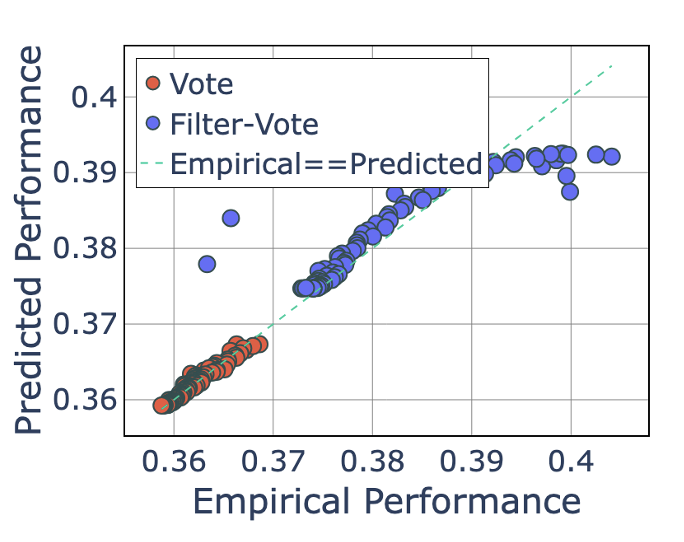 Predicted Performance
0.4
0.39
0.38
0.37
0.36
Vote
Filter-Vote
Empirical==Predicted
0.36 0.37 0.38 0.39 0.4
Empirical Performance